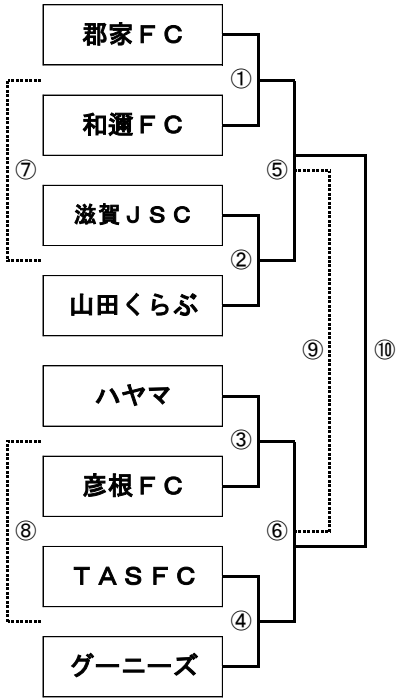 郡家ＦＣ
①
和邇ＦＣ
⑦
⑤
滋賀ＪＳＣ
②
山田くらぶ
⑨
⑩
ハヤマ
③
彦根ＦＣ
⑧
⑥
ＴＡＳＦＣ
④
グーニーズ